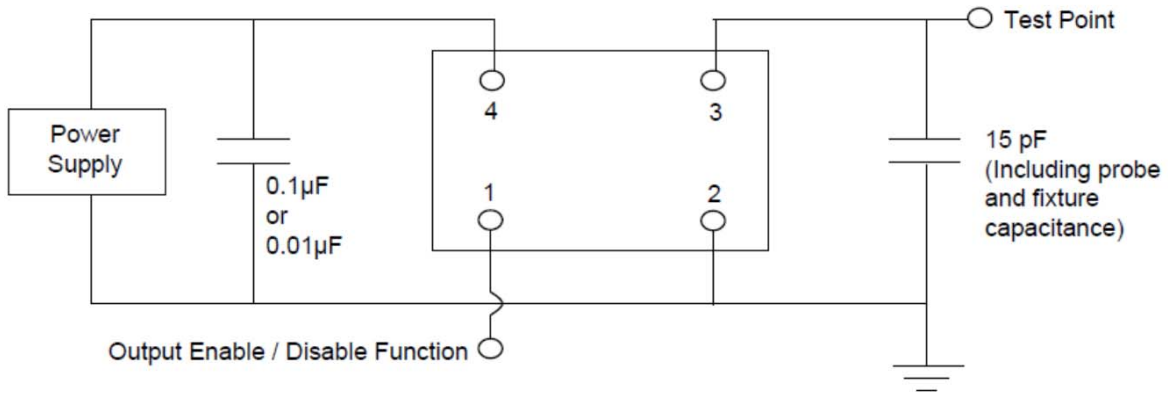 Test Point
Power
Supply
4
3
0.1µF
or
0.01µF
1
2
15 pF
(Including probe
and fixture
capacitance)
Output Enable / Disable Function